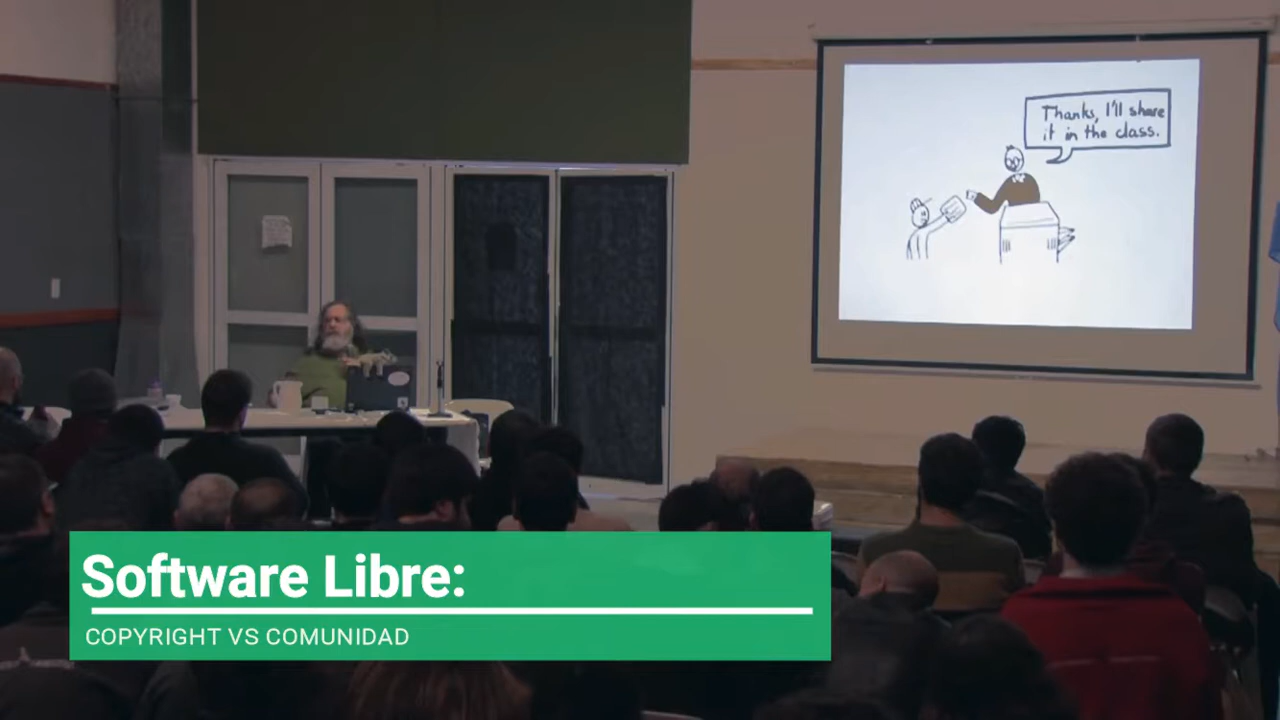 Thanks, I'll share
it in the class.
Software Libre:
COPYRIGHT VS COMUNIDAD